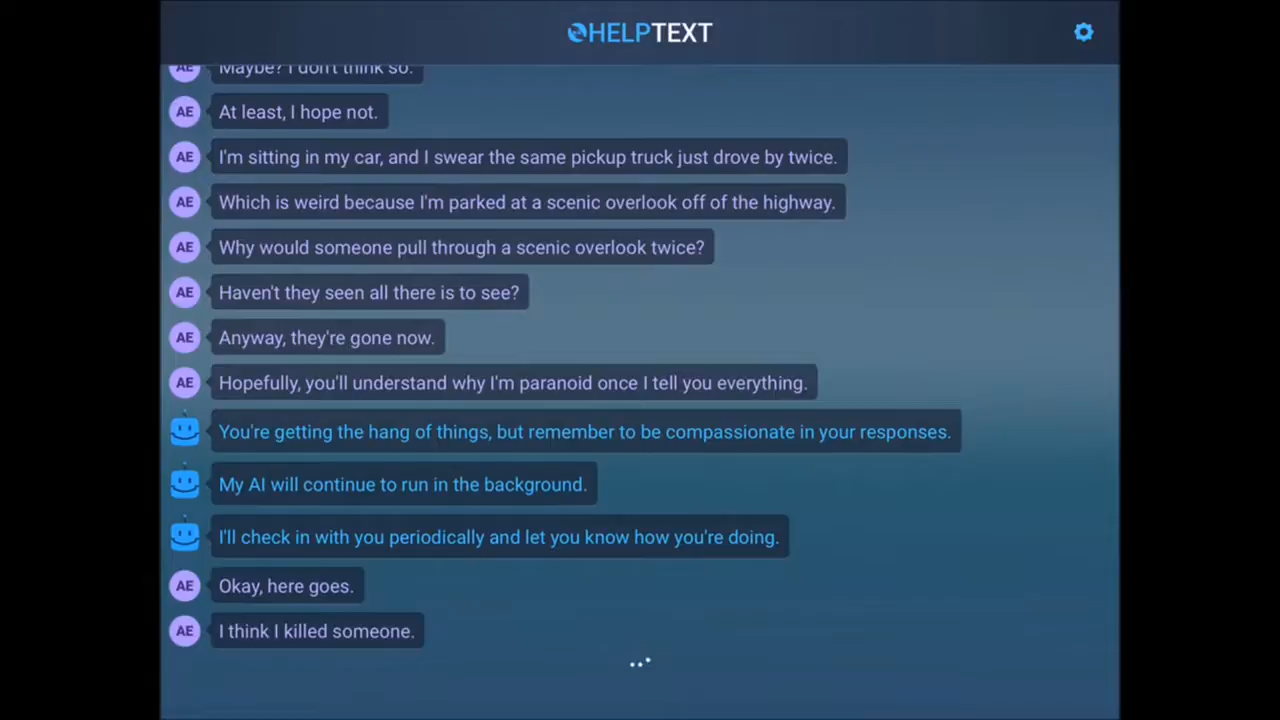 HELPTEXT
AE Maybe? I don't think so.
AE At least, I hope not.
AE I'm sitting in my car, and I swear the same pickup truck just drove by twice.
AE Which is weird because I'm parked at a scenic overlook off of the highway.
AE Why would someone pull through a scenic overlook twice?
AE Haven't they seen all there is to see?
AE Anyway, they're gone now.
AE Hopefully, you'll understand why I'm paranoid once I tell you everything.
You're getting the hang of things, but remember to be compassionate in your responses.
My AI will continue to run in the background.
I'll check in with you periodically and let you know how you're doing.
AE Okay, here goes.
AE I think I killed someone.